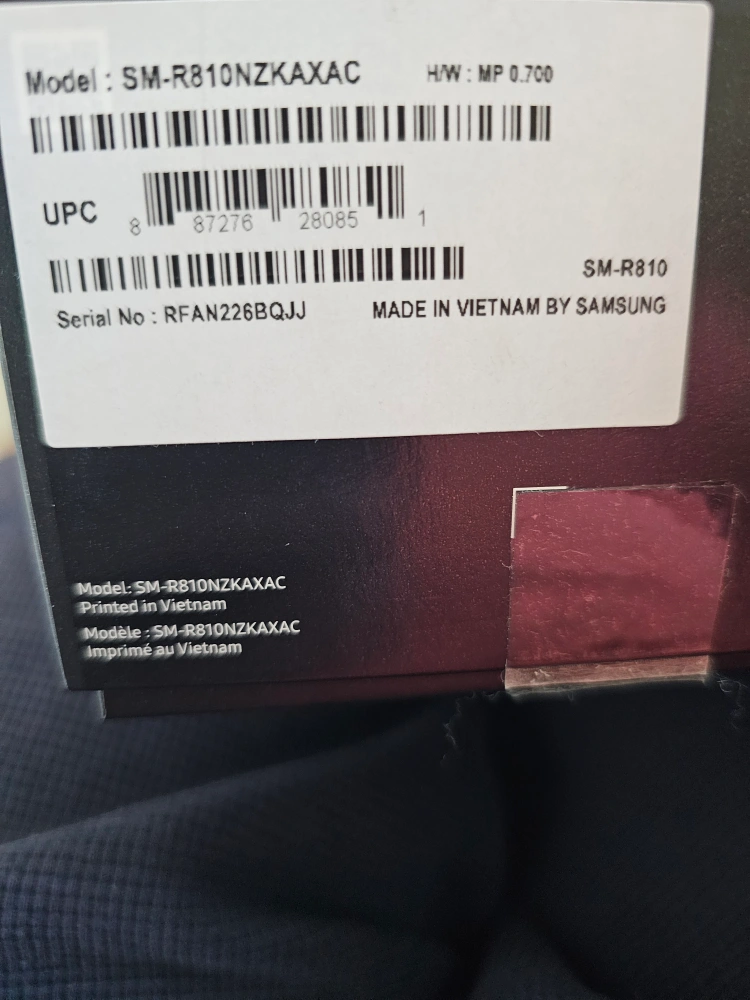 Model : SM-R810NZKAXAC H/W : MP 0.700
UPC 8 87276 28085 1
SM-R810
Serial No : RFAN226BQJJ MADE IN VIETNAM BY SAMSUNG
Model: SM-R810NZKAXAC
Printed in Vietnam
Modèle : SM-R810NZKAXAC
Imprimé au Vietnam